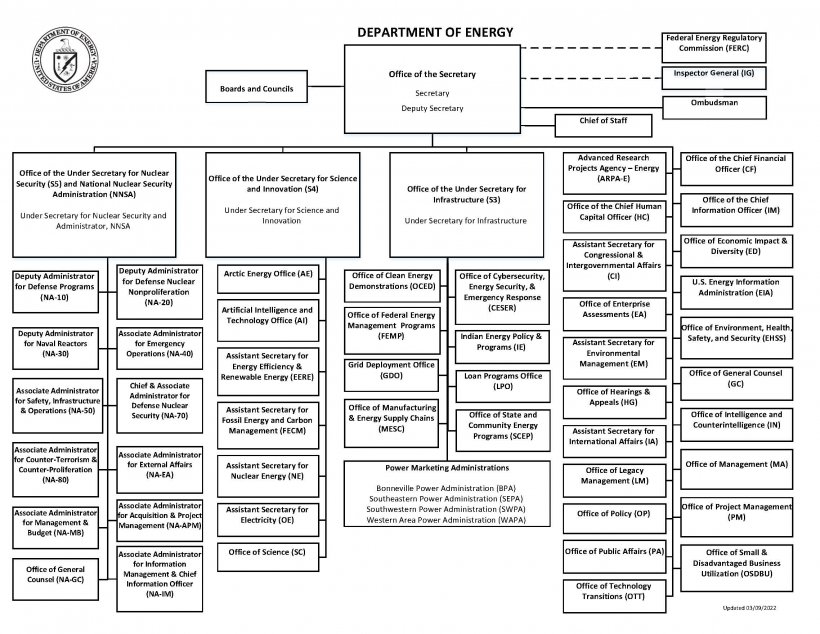 DEPARTMENT OF ENERGY
DEPARTMENT OF ENERGY
UNITED STATES OF AMERICA
Office of the Secretary
Secretary
Deputy Secretary
Boards and Councils
Federal Energy Regulatory
Commission (FERC)
Inspector General (IG)
Ombudsman
Chief of Staff
Office of the Under Secretary for Nuclear
Security (S5) and National Nuclear Security
Administration (NNSA)
Under Secretary for Nuclear Security and
Administrator, NNSA
Deputy Administrator
for Defense Programs
(NA-10)
Deputy Administrator
for Defense Nuclear
Nonproliferation
(NA-20)
Deputy Administrator
for Naval Reactors
(NA-30)
Associate Administrator
for Emergency
Operations (NA-40)
Associate Administrator
for Safety, Infrastructure
& Operations (NA-50)
Chief & Associate
Administrator for
Defense Nuclear
Security (NA-70)
Associate Administrator
for Counter-Terrorism &
Counter-Proliferation
(NA-80)
Associate Administrator
for External Affairs
(NA-EA)
Associate Administrator
for Management &
Budget (NA-MB)
Associate Administrator
for Acquisition & Project
Management (NA-APM)
Office of General
Counsel (NA-GC)
Associate Administrator
for Information
Management & Chief
Information Officer
(NA-IM)
Office of the Under Secretary for Science
and Innovation (S4)
Under Secretary for Science and
Innovation
Arctic Energy Office (AE)
Artificial Intelligence and
Technology Office (AI)
Assistant Secretary for
Energy Efficiency &
Renewable Energy (EERE)
Assistant Secretary for
Fossil Energy and Carbon
Management (FECM)
Assistant Secretary for
Nuclear Energy (NE)
Assistant Secretary for
Electricity (OE)
Office of Science (SC)
Office of the Under Secretary for
Infrastructure (S3)
Under Secretary for Infrastructure
Office of Clean Energy
Demonstrations (OCED)
Office of Cybersecurity,
Energy Security, &
Emergency Response
(CESER)
Office of Federal Energy
Management Programs
(FEMP)
Indian Energy Policy &
Programs (IE)
Grid Deployment Office
(GDO)
Loan Programs Office
(LPO)
Office of Manufacturing
& Energy Supply Chains
(MESC)
Office of State and
Community Energy
Programs (SCEP)
Power Marketing Administrations
Bonneville Power Administration (BPA)
Southeastern Power Administration (SEPA)
Southwestern Power Administration (SWPA)
Western Area Power Administration (WAPA)
Advanced Research
Projects Agency – Energy
(ARPA-E)
Office of the Chief Financial
Officer (CF)
Office of the Chief Human
Capital Officer (HC)
Office of the Chief
Information Officer (IM)
Assistant Secretary for
Congressional &
Intergovernmental Affairs
(CI)
Office of Economic Impact &
Diversity (ED)
Office of Enterprise
Assessments (EA)
U.S. Energy Information
Administration (EIA)
Assistant Secretary for
Environmental
Management (EM)
Office of Environment, Health,
Safety, and Security (EHSS)
Office of Hearings &
Appeals (HG)
Office of General Counsel
(GC)
Assistant Secretary for
International Affairs (IA)
Office of Intelligence and
Counterintelligence (IN)
Office of Legacy
Management (LM)
Office of Management (MA)
Office of Policy (OP)
Office of Project Management
(PM)
Office of Public Affairs (PA)
Office of Small &
Disadvantaged Business
Utilization (OSDBU)
Office of Technology
Transitions (OTT)
Updated 03/09/2022